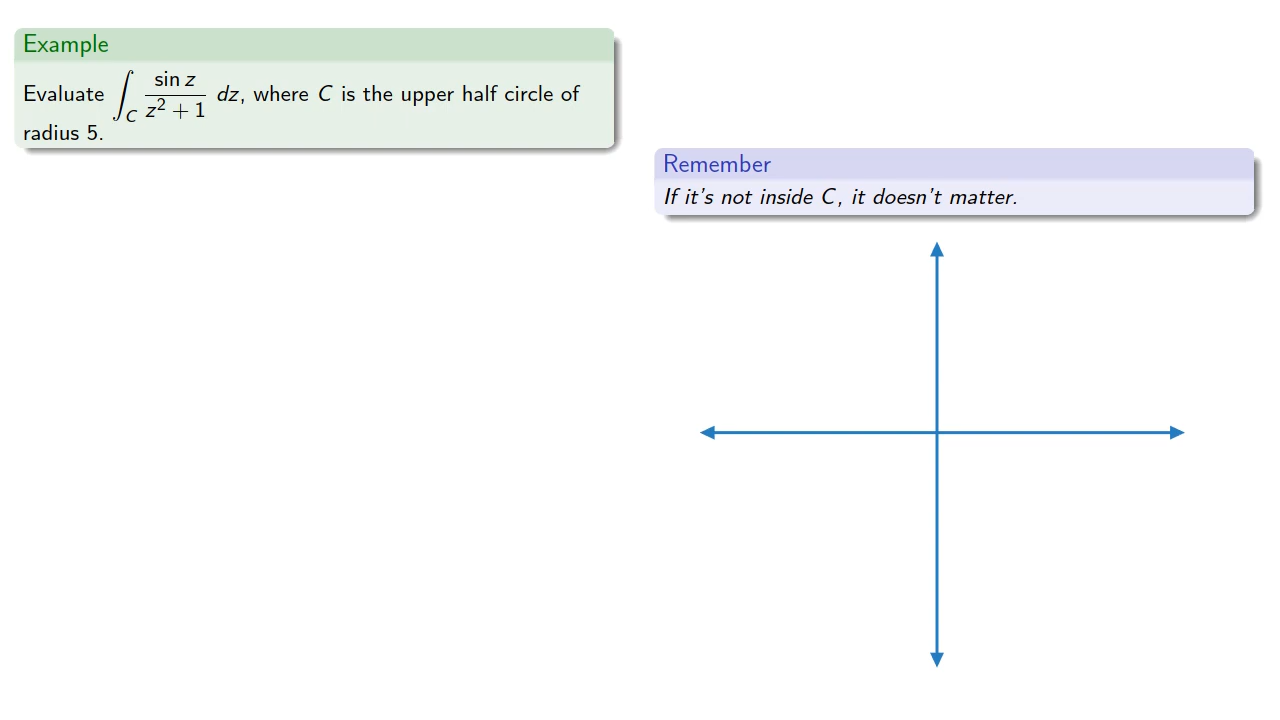 Example
Evaluate ∫_C sin z / (z² + 1) dz, where C is the upper half circle of
radius 5.
Remember
If it's not inside C, it doesn't matter.